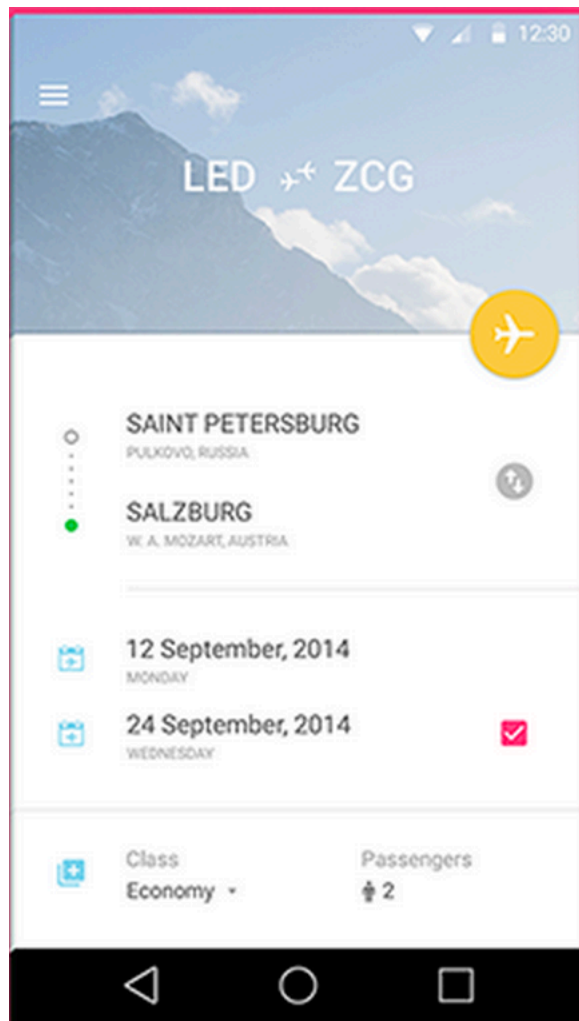 12:30
LED ZCG
SAINT PETERSBURG
PULKOVO, RUSSIA
SALZBURG
W. A. MOZART, AUSTRIA
12 September, 2014
MONDAY
24 September, 2014
WEDNESDAY
Class Passengers
Economy 2